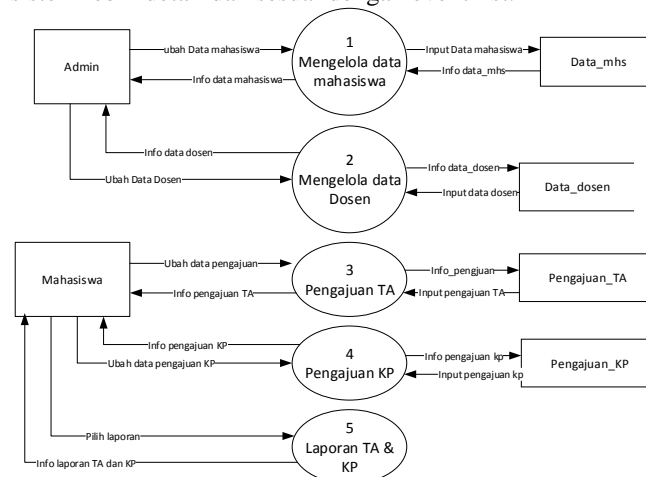 Admin
ubah Data mahasiswa
Info data mahasiswa
1
Mengelola data
mahasiswa
Input Data mahasiswa
Info data_mhs
Data_mhs
Info data dosen
Ubah Data Dosen
2
Mengelola data
Dosen
Info data_dosen
Input data dosen
Data_dosen
Mahasiswa
Ubah data pengajuan
Info pengajuan TA
3
Pengajuan TA
Info_pengjuan
Input pengajuan TA
Pengajuan_TA
Info pengajuan KP
Ubah data pengajuan KP
4
Pengajuan KP
Info pengajuan kp
Input pengajuan kp
Pengajuan_KP
Pilih laporan
Info laporan TA dan KP
5
Laporan TA &
KP